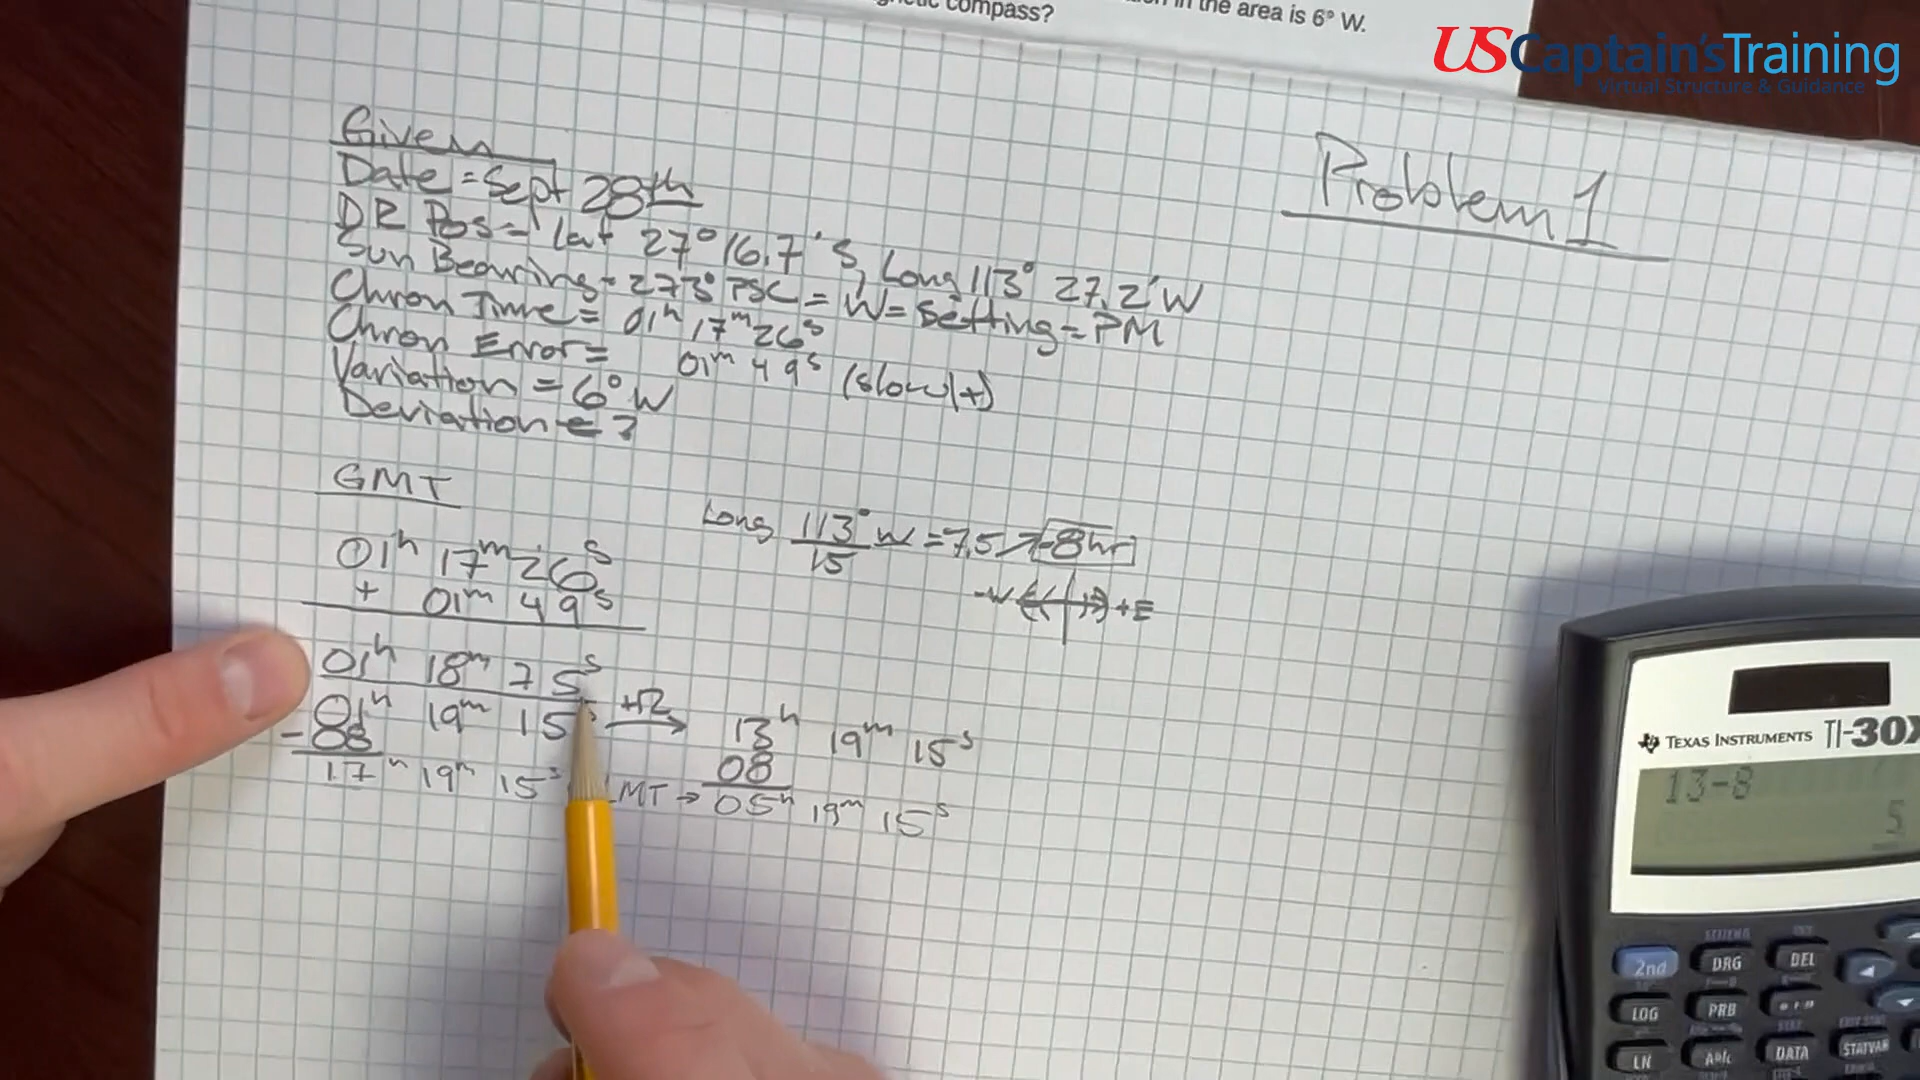 in the area is 6° W.
compass?
USCaptain'sTraining
Virtual Structure & Guidance
Problem 1
Given
Date = Sept 28th
DR Pos = Lat 27° 16.7' S, Long 113° 27.2' W
Sun Bearing = 273° PSC = W = Setting = PM
Chron Time = 01h 17m 26s
Chron Error = 01m 49s (slow/+)
Variation = 6° W
Deviation = ?
GMT
Long 113° W = 7.5 → -8hr
15
-W +E
01h 17m 26s
+ 01m 49s
01h 18m 75s
01h 19m 15 +12 → 13h 19m 15s
-08 08
17h 19m 15s LMT → 05h 19m 15s
TEXAS INSTRUMENTS TI-30X
13-8
5
2nd DRG DEL
LOG PRB
LN DATA STATVAR